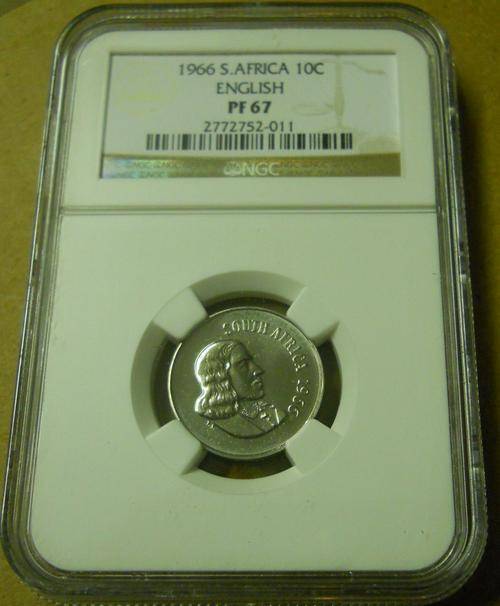 1966 S.AFRICA 10C
ENGLISH
PF 67
2772752-011
NGC
SOUTH AFRICA 1966